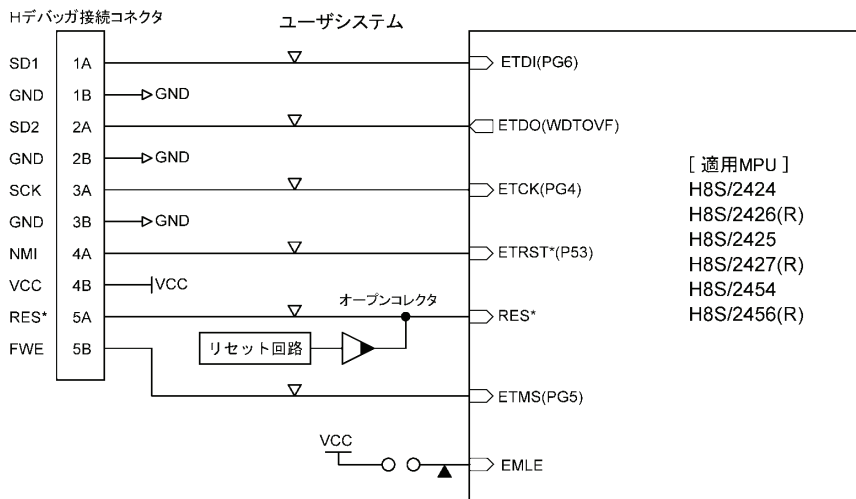 Hデバッガ接続コネクタ
ユーザシステム
SD1 1A ETDI(PG6)
GND 1B GND
SD2 2A ETDO(WDTOVF)
GND 2B GND
SCK 3A ETCK(PG4)
GND 3B GND
NMI 4A ETRST*(P53)
VCC 4B VCC
オープンコレクタ
RES* 5A RES*
FWE 5B リセット回路
ETMS(PG5)
VCC
EMLE
[ 適用MPU ]
H8S/2424
H8S/2426(R)
H8S/2425
H8S/2427(R)
H8S/2454
H8S/2456(R)